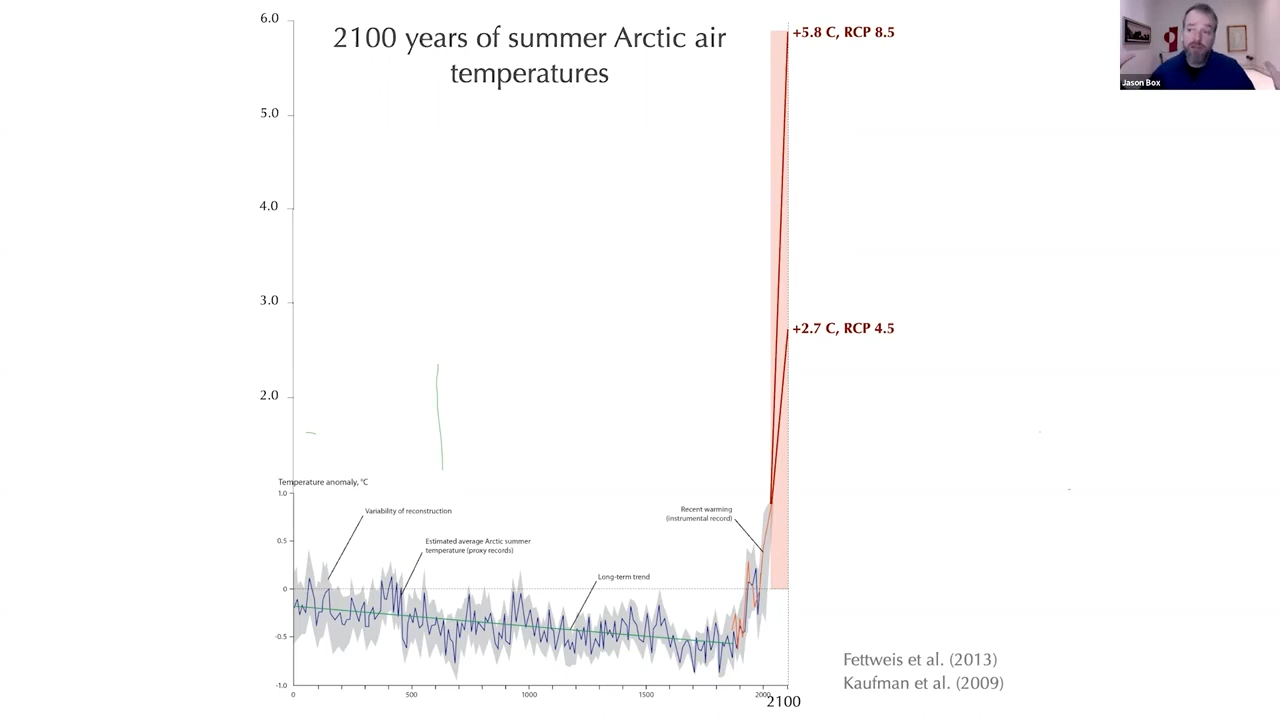 6.0
2100 years of summer Arctic air
temperatures
+5.8 C, RCP 8.5
Jason Box
5.0
4.0
3.0
+2.7 C, RCP 4.5
2.0
Temperature anomaly, °C
1.0
Variability of reconstruction
Recent warming
(instrumental record)
0.5
Estimated average Arctic summer
temperature (proxy records)
Long-term trend
0
-0.5
-1.0
0
500
1000
1500
2000
2100
Fettweis et al. (2013)
Kaufman et al. (2009)